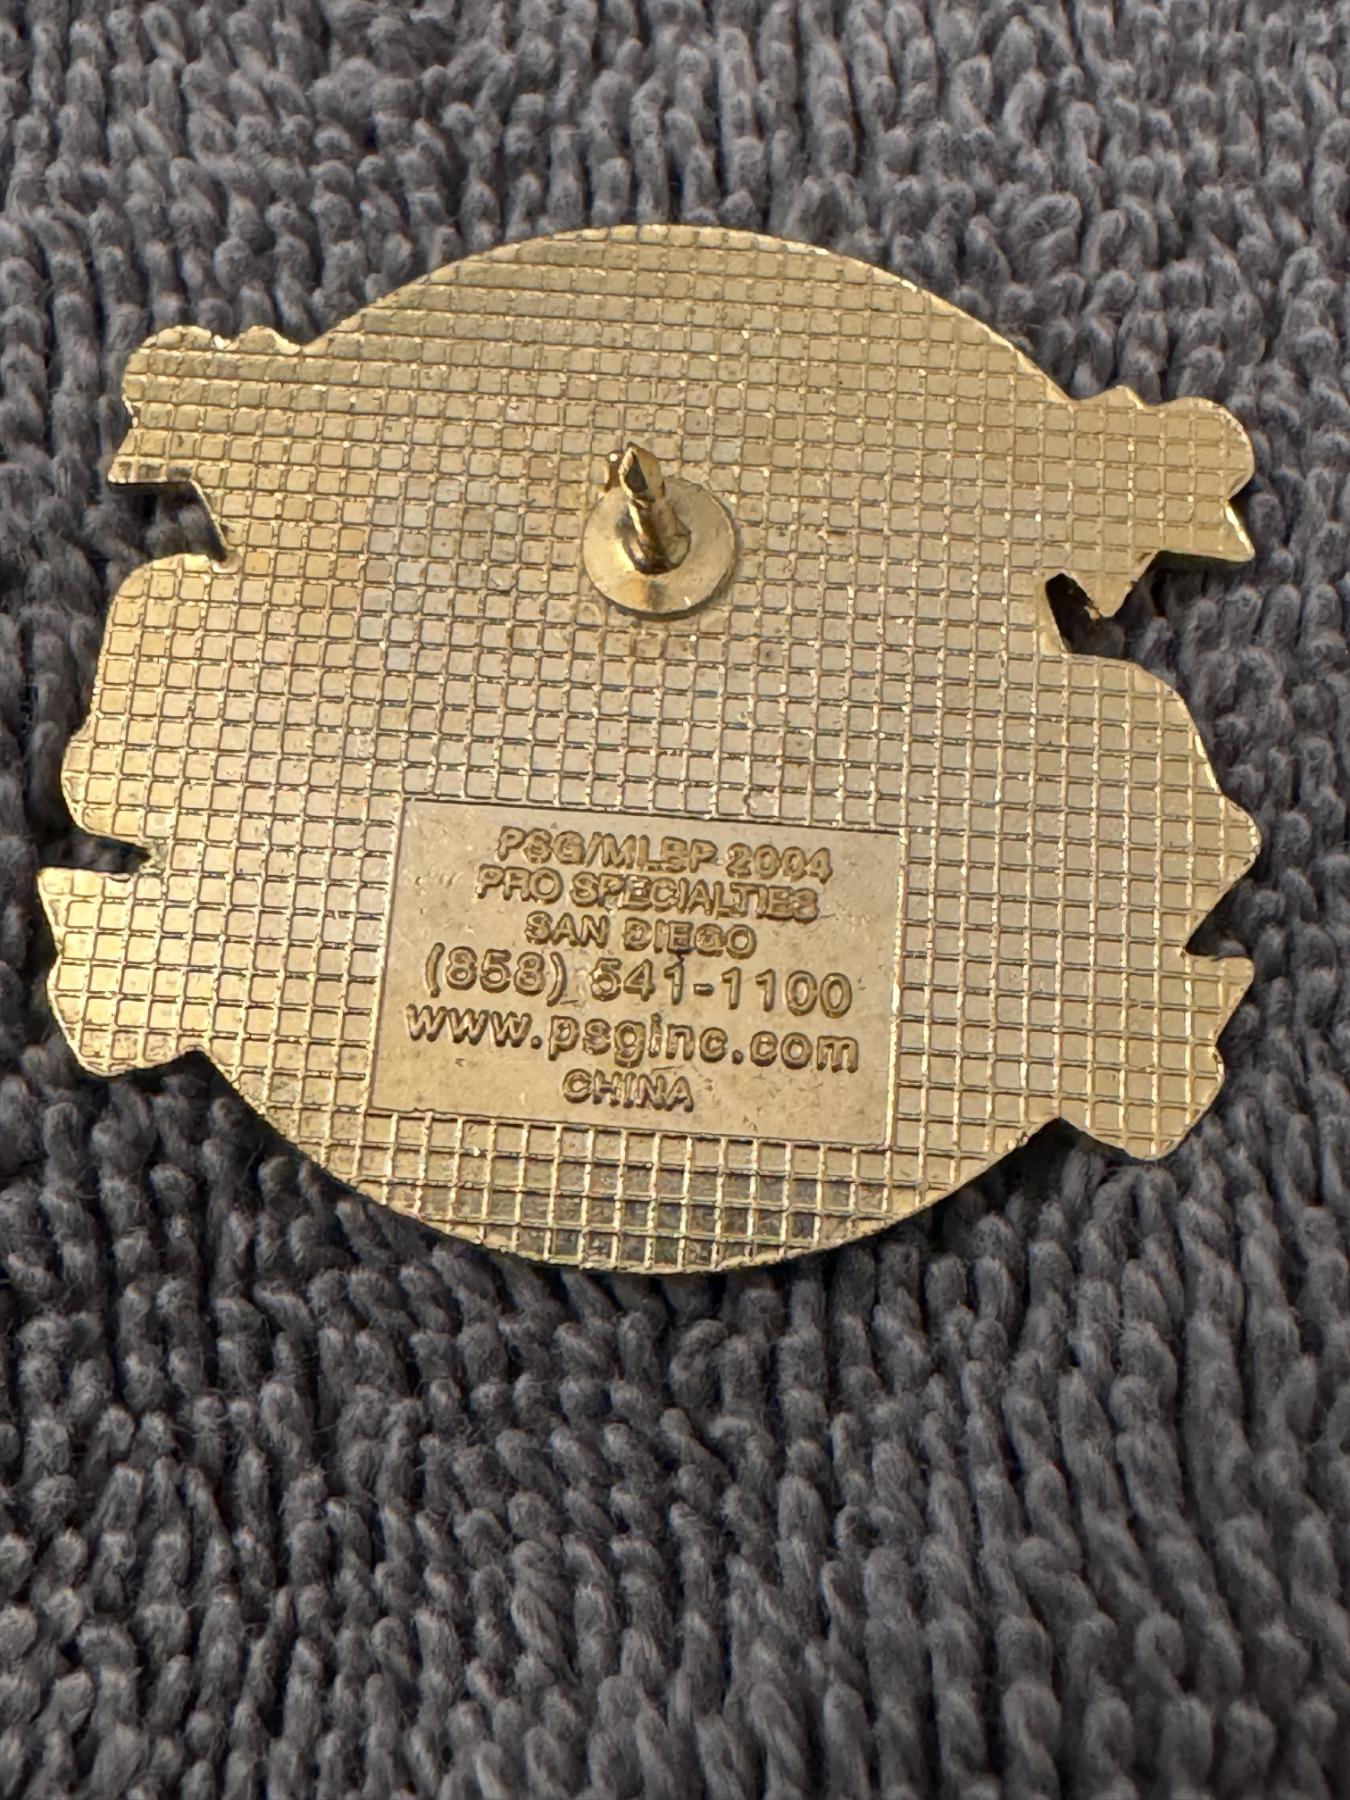 PSG/MLBP 2004
PRO SPECIALTIES
SAN DIEGO
(858) 541-1100
www.psginc.com
CHINA